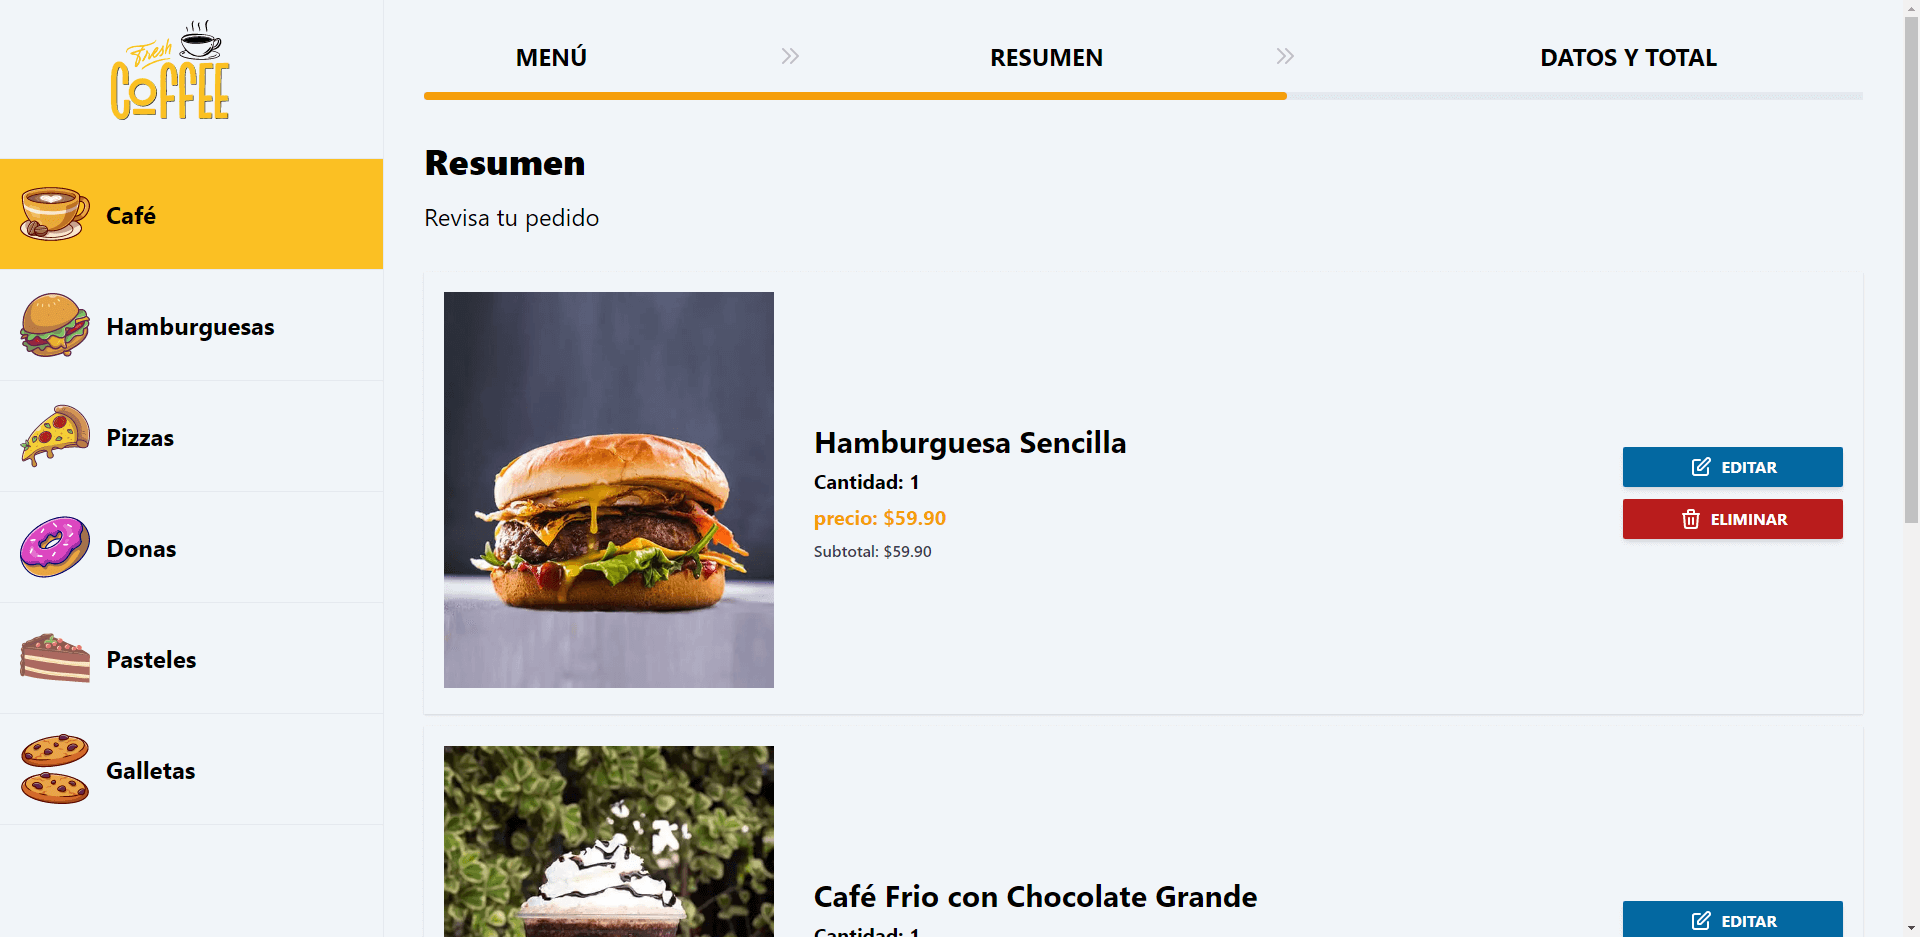 Fresh
COFFEE
Café
Hamburguesas
Pizzas
Donas
Pasteles
Galletas
MENÚ
RESUMEN
DATOS Y TOTAL
Resumen
Revisa tu pedido
Hamburguesa Sencilla
Cantidad: 1
precio: $59.90
Subtotal: $59.90
EDITAR
ELIMINAR
Café Frio con Chocolate Grande
Cantidad: 1
EDITAR